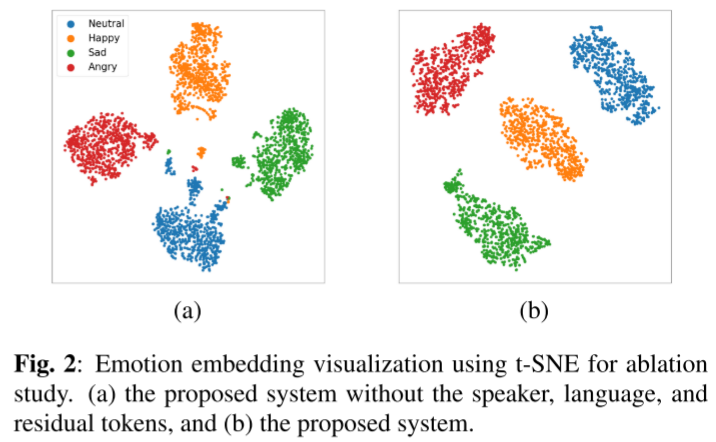 Neutral
Happy
Sad
Angry
(a)
(b)
Fig. 2: Emotion embedding visualization using t-SNE for ablation
study. (a) the proposed system without the speaker, language, and
residual tokens, and (b) the proposed system.